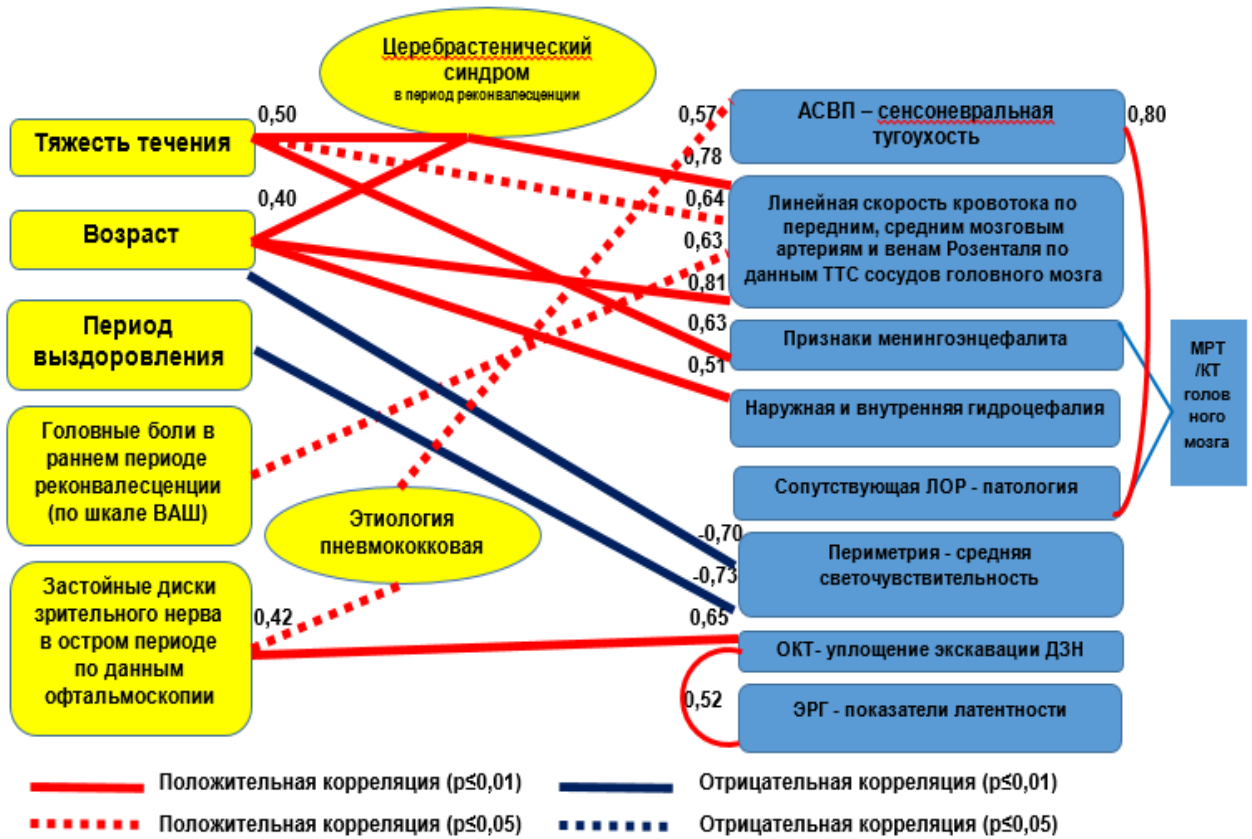 Церебрастенический
синдром
в период реконвалесценции
0,50
Тяжесть течения
0,40
Возраст
Период
выздоровления
Головные боли в
раннем периоде
реконвалесценции
(по шкале ВАШ)
Этиология
пневмококковая
Застойные диски
зрительного нерва
в остром периоде
по данным
офтальмоскопии
0,42
0,57
0,78
0,64
0,63
0,81
0,63
0,51
-0,70
-0,73
0,65
0,52
АСВП – сенсоневральная
тугоухость
0,80
Линейная скорость кровотока по
передним, средним мозговым
артериям и венам Розенталя по
данным ТТС сосудов головного мозга
Признаки менингоэнцефалита
Наружная и внутренняя гидроцефалия
Сопутствующая ЛОР - патология
МРТ
/КТ
голов
ного
мозга
Периметрия - средняя
светочувствительность
ОКТ- уплощение экскавации ДЗН
ЭРГ - показатели латентности
Положительная корреляция (p≤0,01)
Отрицательная корреляция (p≤0,01)
Положительная корреляция (p≤0,05)
Отрицательная корреляция (p≤0,05)